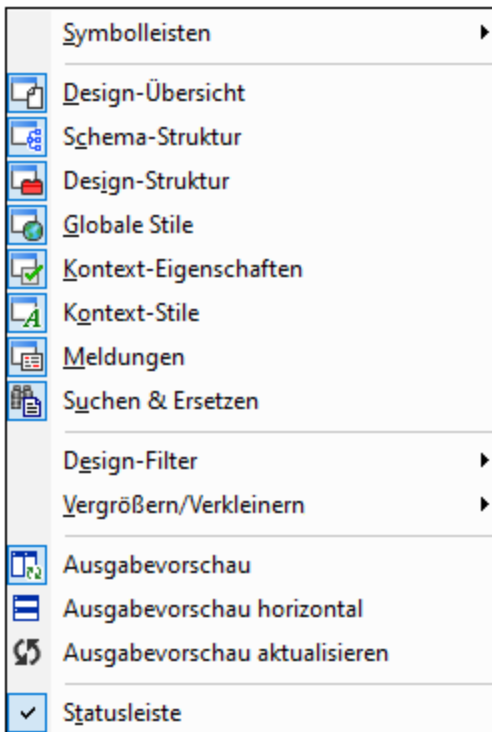 Symbolleisten
Design-Übersicht
Schema-Struktur
Design-Struktur
Globale Stile
Kontext-Eigenschaften
Kontext-Stile
Meldungen
Suchen & Ersetzen
Design-Filter
Vergrößern/Verkleinern
Ausgabevorschau
Ausgabevorschau horizontal
Ausgabevorschau aktualisieren
Statusleiste